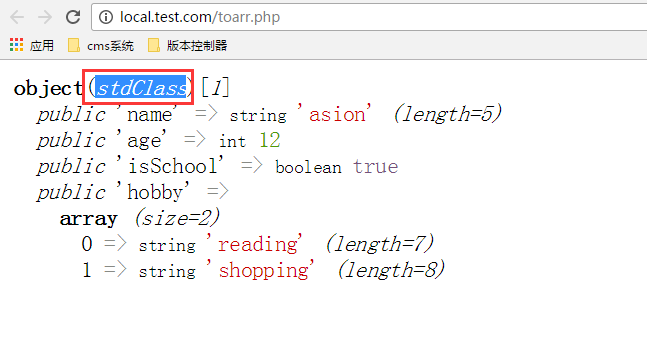 local.test.com/toarr.php
应用 cms系统 版本控制器
object(stdClass)[1]
public 'name' => string 'asion' (length=5)
public 'age' => int 12
public 'isSchool' => boolean true
public 'hobby' =>
array (size=2)
0 => string 'reading' (length=7)
1 => string 'shopping' (length=8)